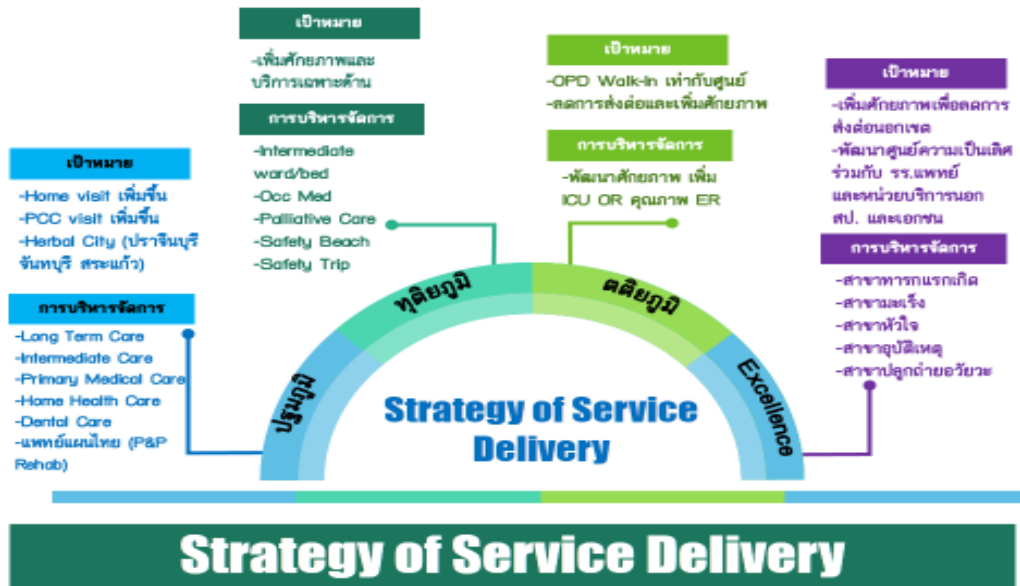 เป้าหมาย
-Home visit เพิ่มขึ้น
-PCC visit เพิ่มขึ้น
-Herbal City (ปราจีนบุรี
จันทบุรี สระแก้ว)
การบริหารจัดการ
-Long Term Care
-Intermediate Care
-Primary Medical Care
-Home Health Care
-Dental Care
-แพทย์แผนไทย (P&P
Rehab)
เป้าหมาย
-เพิ่มศักยภาพและ
บริการเฉพาะด้าน
การบริหารจัดการ
-Intermediate
ward/bed
-Occ Med
-Palliative Care
-Safety Beach
-Safety Trip
เป้าหมาย
-OPD Walk-In เท่ากับศูนย์
-ลดการส่งต่อและเพิ่มศักยภาพ
การบริหารจัดการ
-พัฒนาศักยภาพ เพิ่ม
ICU OR คุณภาพ ER
เป้าหมาย
-เพิ่มศักยภาพเพื่อลดการ
ส่งต่อนอกเขต
-พัฒนาศูนย์ความเป็นเลิศ
ร่วมกับ รร.แพทย์
และหน่วยบริการนอก
สป. และเอกชน
การบริหารจัดการ
-สาขาทารกแรกเกิด
-สาขามะเร็ง
-สาขาหัวใจ
-สาขาอุบัติเหตุ
-สาขาปลูกถ่ายอวัยวะ
ปฐมภูมิ
ทุติยภูมิ
ตติยภูมิ
Excellence
Strategy of Service
Delivery
Strategy of Service Delivery